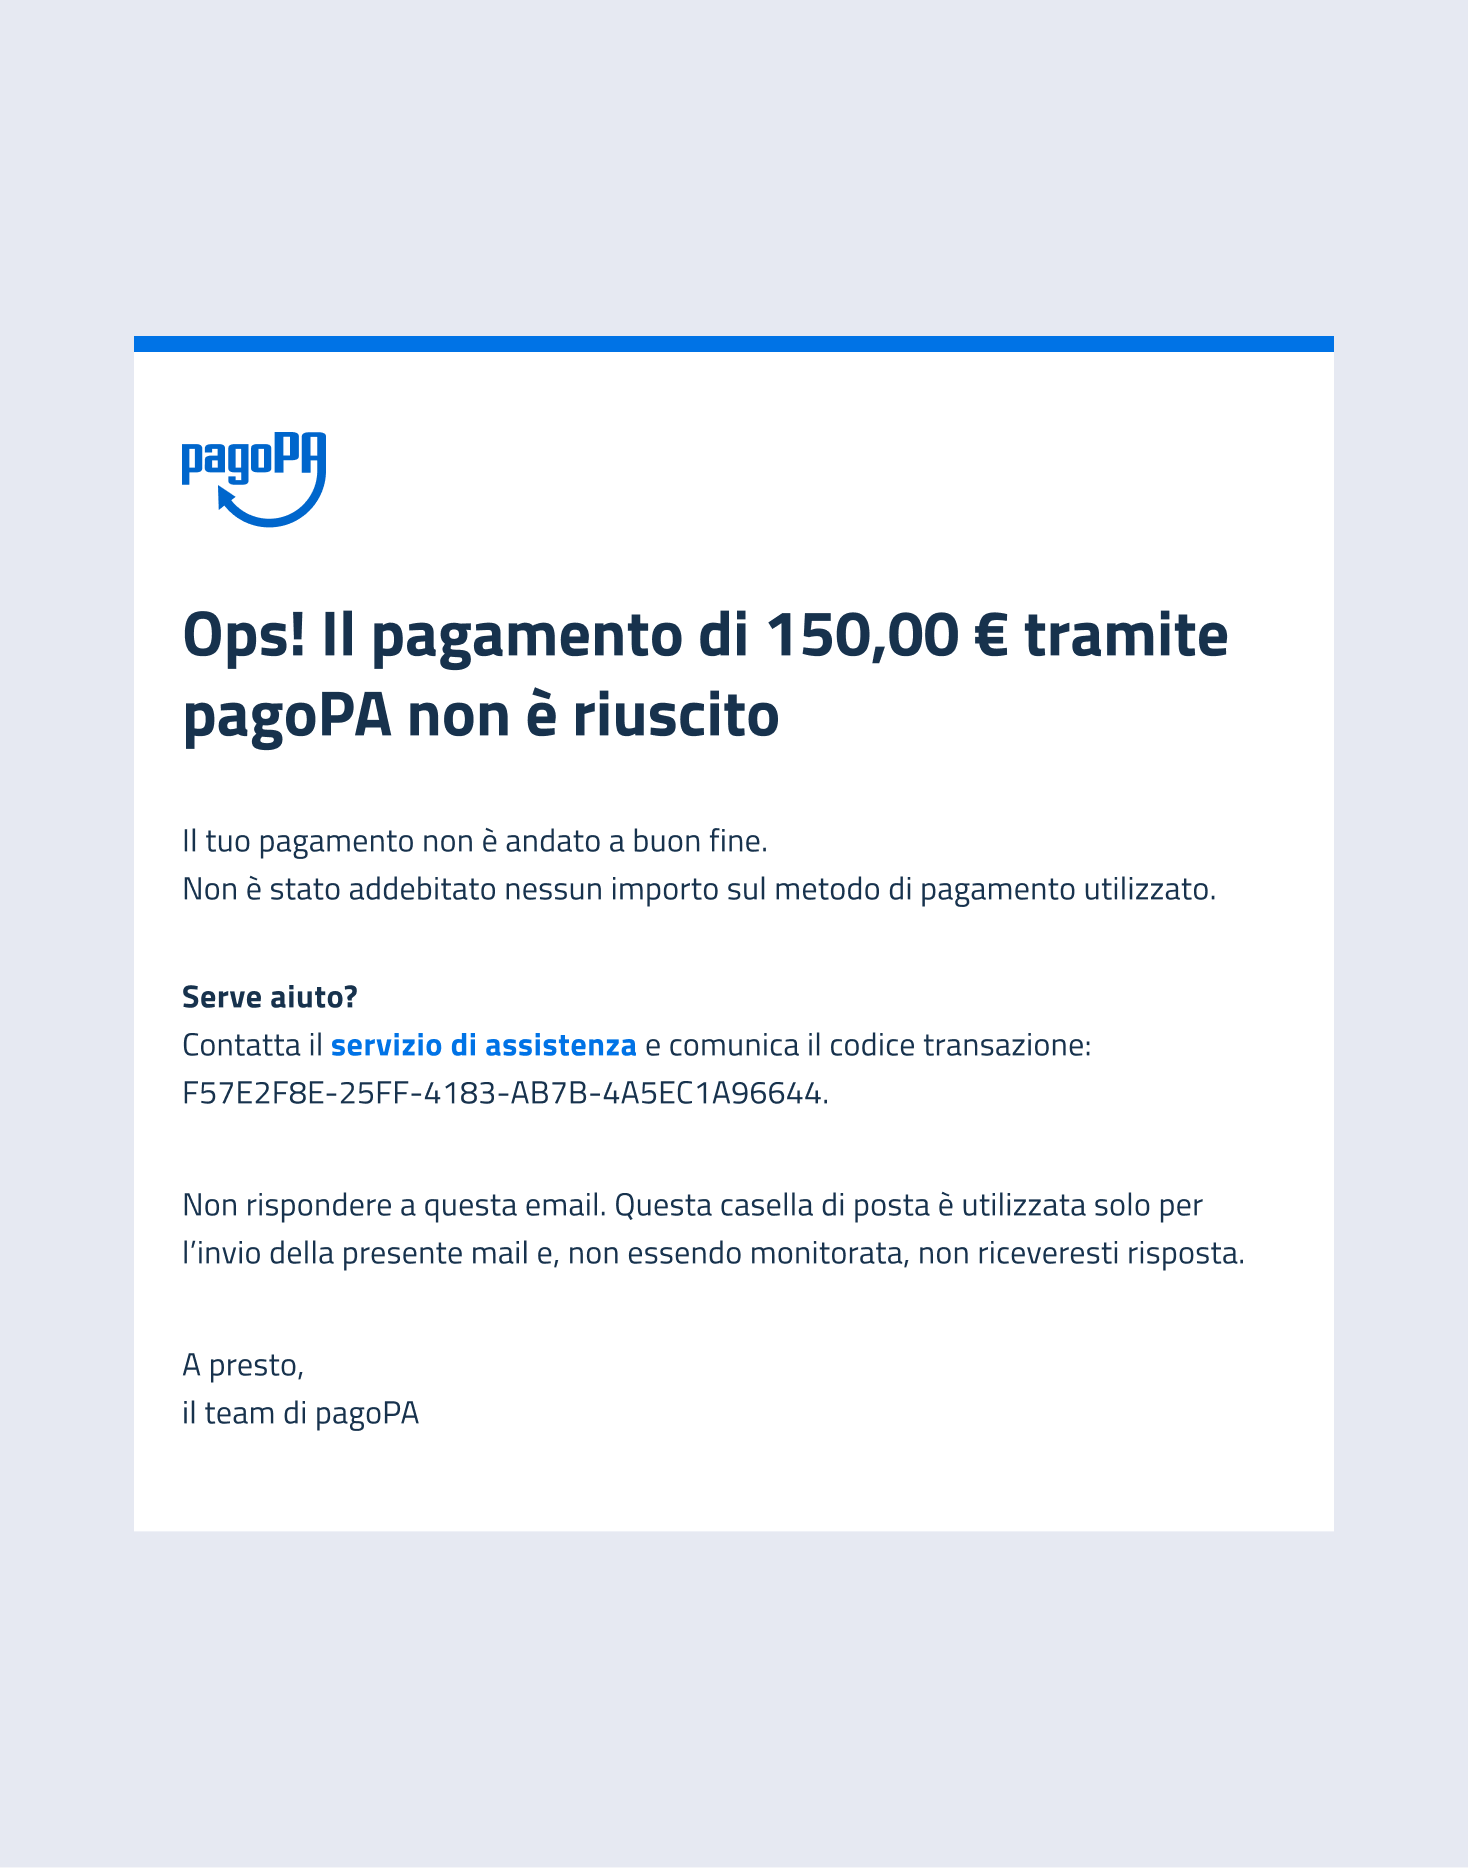 pagoPA
Ops! Il pagamento di 150,00 € tramite
pagoPA non è riuscito
Il tuo pagamento non è andato a buon fine.
Non è stato addebitato nessun importo sul metodo di pagamento utilizzato.
Serve aiuto?
Contatta il servizio di assistenza e comunica il codice transazione:
F57E2F8E-25FF-4183-AB7B-4A5EC1A96644.
Non rispondere a questa email. Questa casella di posta è utilizzata solo per
l’invio della presente mail e, non essendo monitorata, non riceveresti risposta.
A presto,
il team di pagoPA